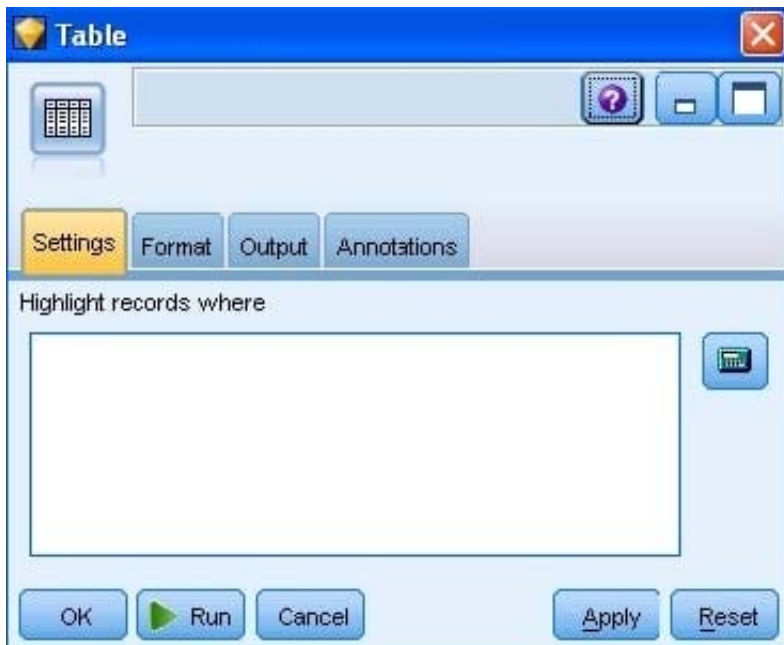 Table
?
Settings Format Output Annotations
Highlight records where
OK Run Cancel Apply Reset